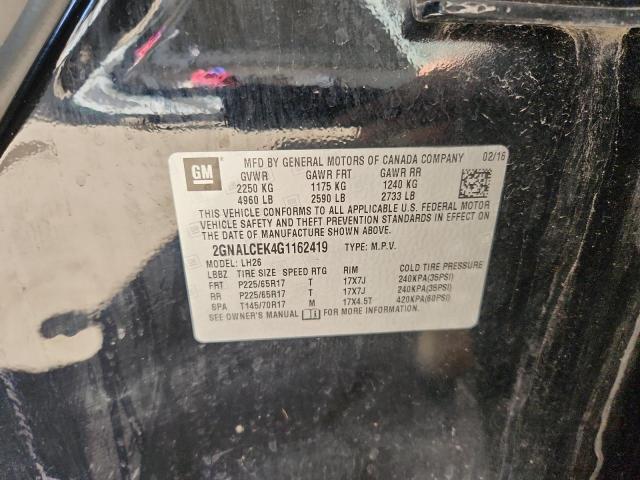 GM
MFD BY GENERAL MOTORS OF CANADA COMPANY 02/16
GVWR GAWR FRT GAWR RR
2250 KG 1175 KG 1240 KG
4960 LB 2590 LB 2733 LB
THIS VEHICLE CONFORMS TO ALL APPLICABLE U.S. FEDERAL MOTOR
VEHICLE SAFETY AND THEFT PREVENTION STANDARDS IN EFFECT ON
THE DATE OF MANUFACTURE SHOWN ABOVE.
2GNALCEK4G1162419 TYPE: M.P.V.
MODEL: LH26
LBBZ TIRE SIZE SPEED RTG RIM COLD TIRE PRESSURE
FRT P225/65R17 T 17X7J 240KPA(35PSI)
RR P225/65R17 T 17X7J 240KPA(35PSI)
SPA T145/70R17 M 17X4.5T 420KPA(60PSI)
SEE OWNER'S MANUAL FOR MORE INFORMATION.